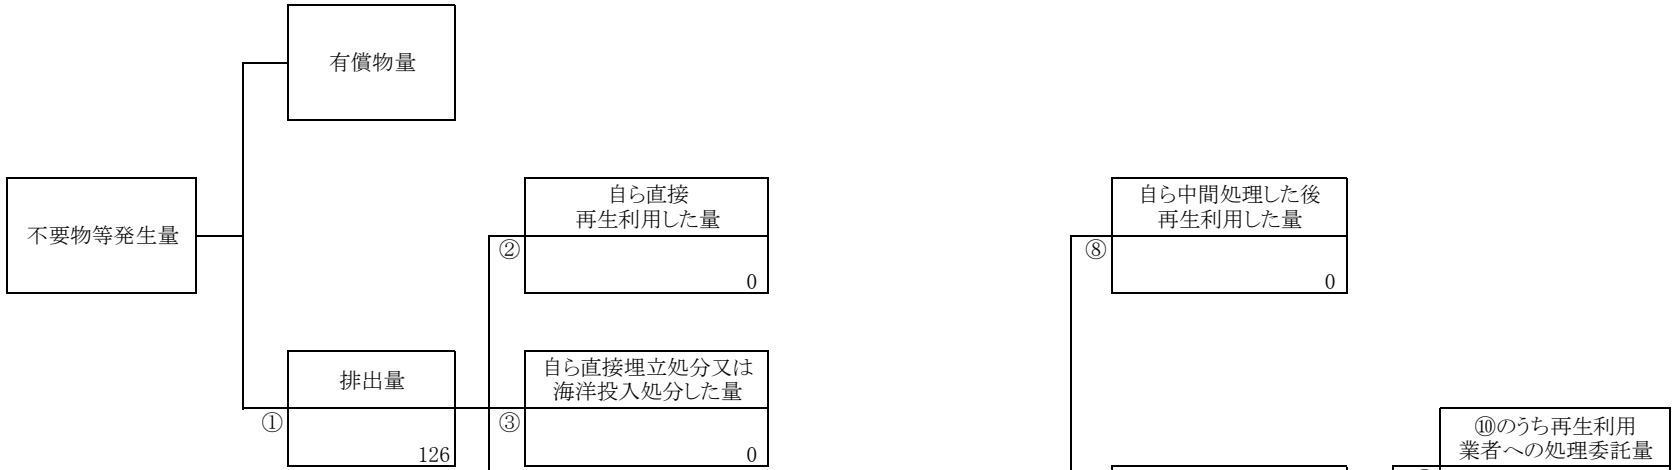 有償物量
不要物等発生量
自ら直接
再生利用した量
②
0
自ら中間処理した後
再生利用した量
⑧
0
排出量
①
126
自ら直接埋立処分又は
海洋投入処分した量
③
0
⑩のうち再生利用
業者への処理委託量